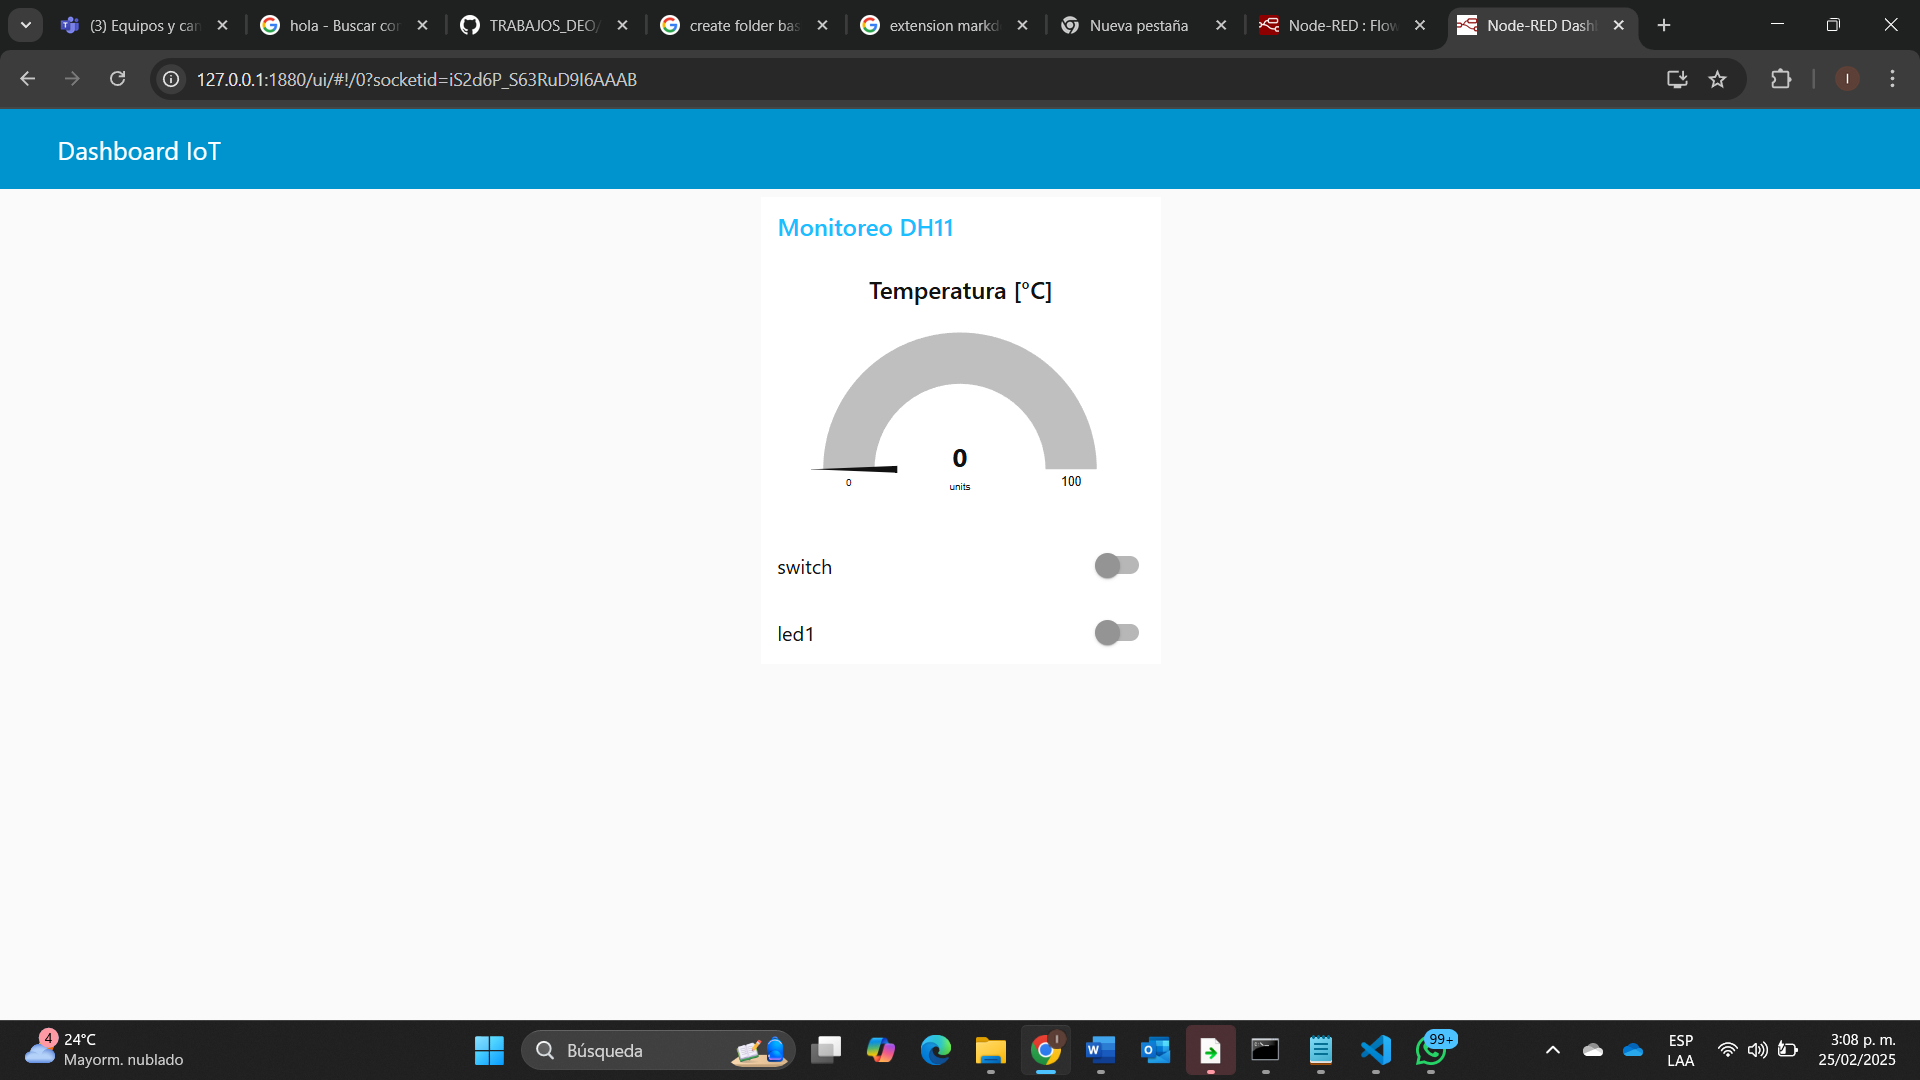 (3) Equipos y can
hola - Buscar con
TRABAJOS_DEO/
create folder bas
extension markd
Nueva pestaña
Node-RED : Flow
Node-RED Dashb
127.0.0.1:1880/ui/#!/0?socketid=iS2d6P_S63RuD9I6AAAB
I
Dashboard IoT
Monitoreo DH11
Temperatura [°C]
0
0
units
100
switch
led1
4
24°C
Mayorm. nublado
Búsqueda
99+
ESP
LAA
3:08 p. m.
25/02/2025